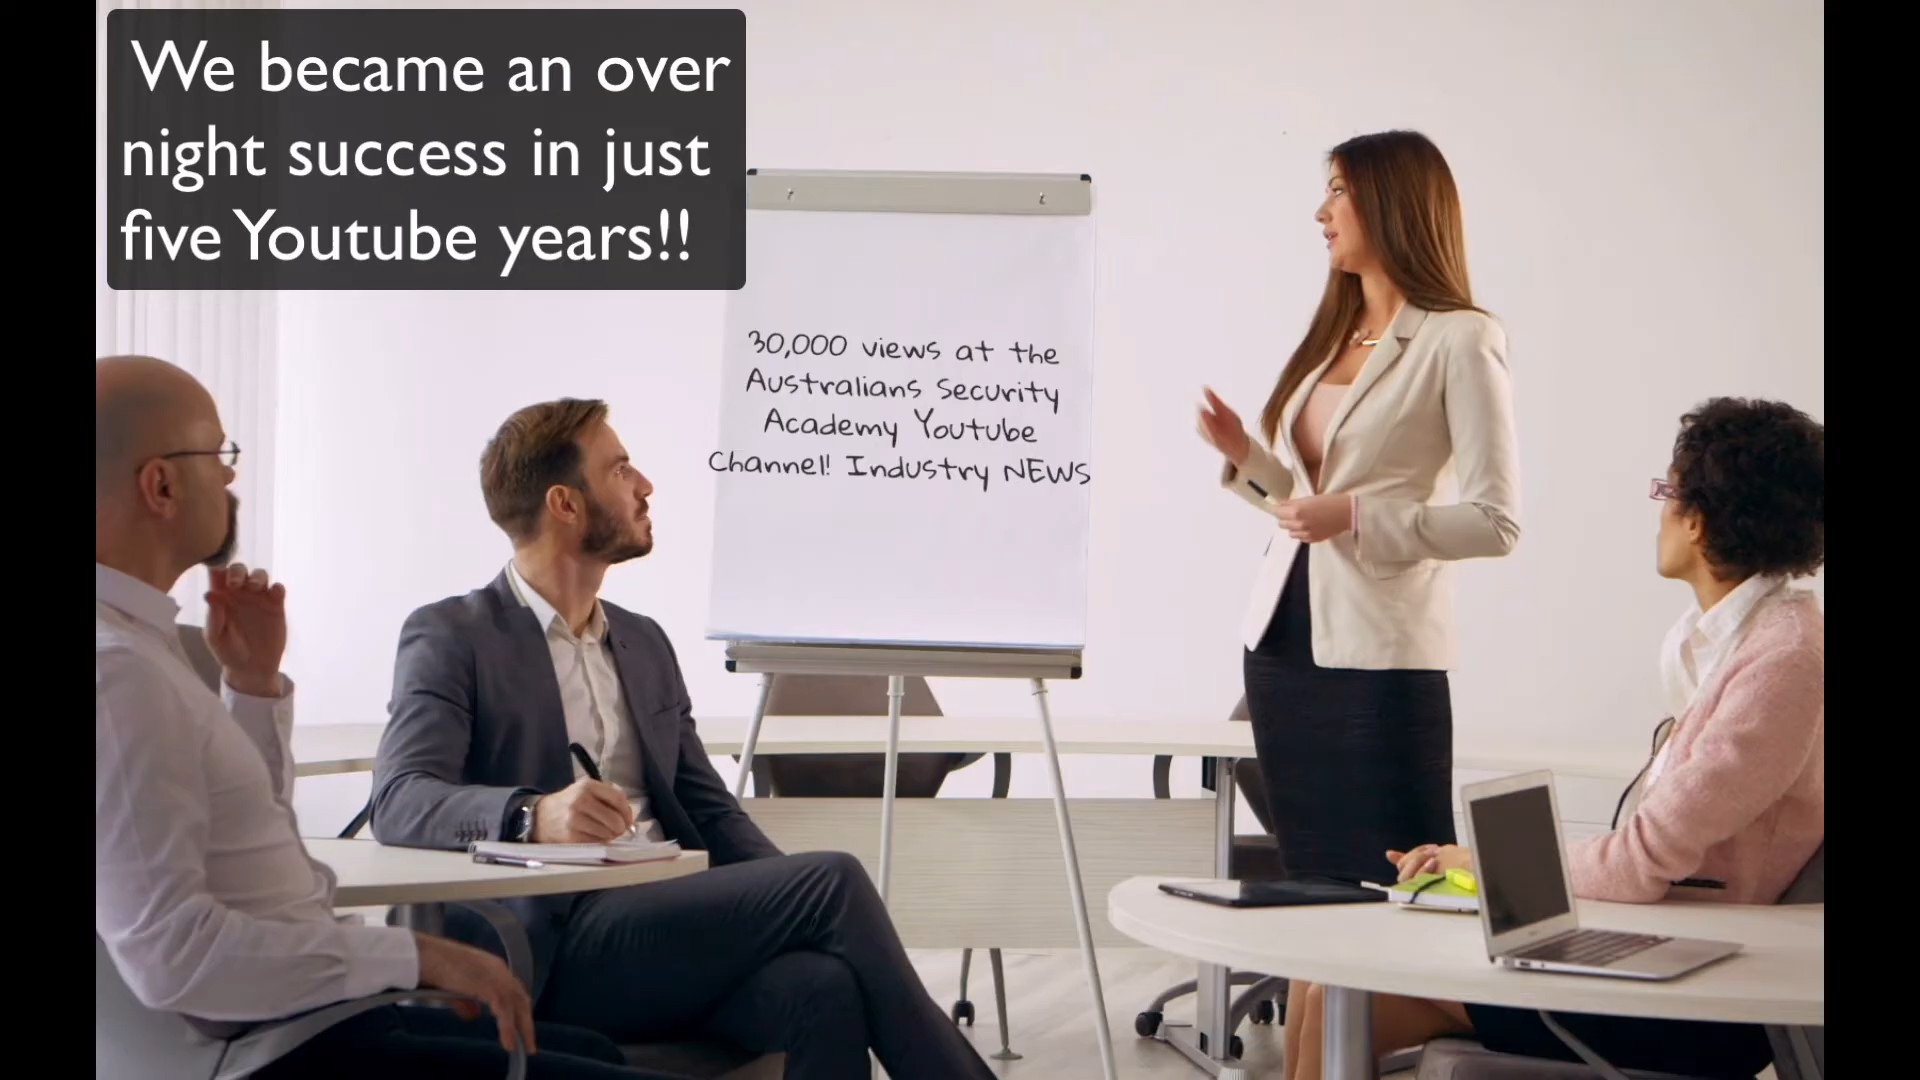 We became an over
night success in just
five Youtube years!!
30,000 views at the
Australians Security
Academy Youtube
Channel! Industry NEWS